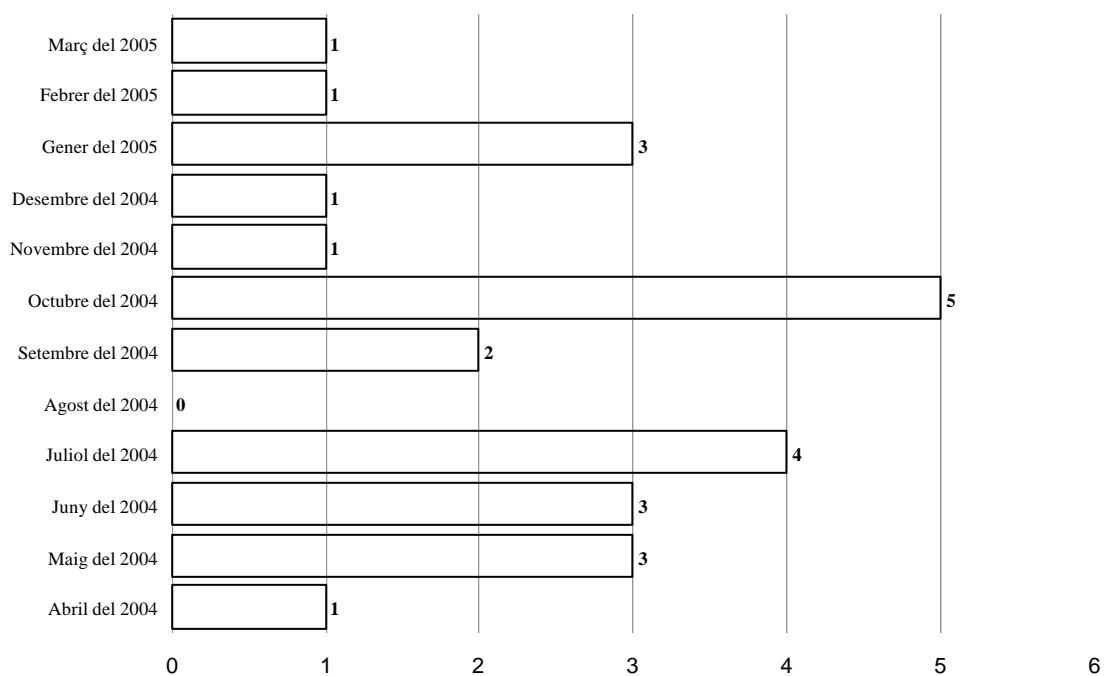 Març del 2005 1
Febrer del 2005 1
Gener del 2005 3
Desembre del 2004 1
Novembre del 2004 1
Octubre del 2004 5
Setembre del 2004 2
Agost del 2004 0
Juliol del 2004 4
Juny del 2004 3
Maig del 2004 3
Abril del 2004 1
0 1 2 3 4 5 6